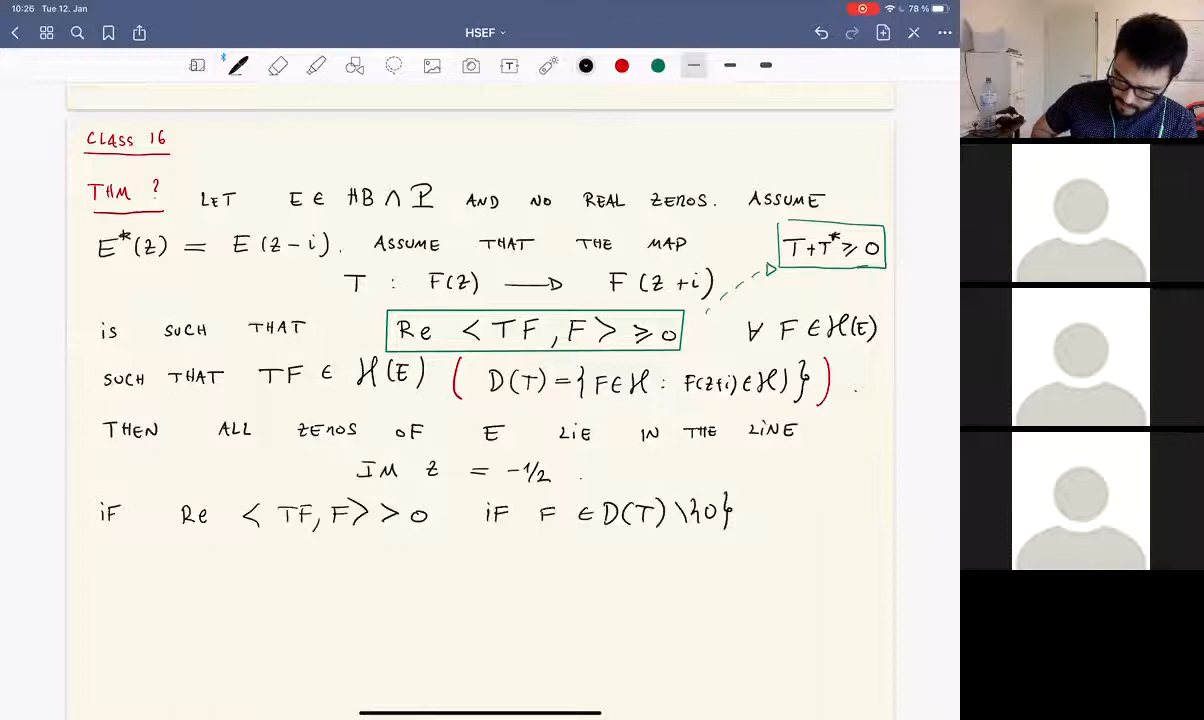 10:26 Tue 12. Jan
78 %
HSEF
CLASS 16
THM ? LET E ∈ HB ∩ P AND NO REAL ZEROS. ASSUME
E*(z) = E(z-i). ASSUME THAT THE MAP
T+T* ≥ 0
T : F(z) → F(z+i)
is SUCH THAT Re <TF, F> ≥ 0 ∀ F ∈ H(E)
SUCH THAT TF ∈ H(E) ( D(T) = { F ∈ H : F(z+i) ∈ H) } ) .
THEN ALL ZEROS OF E LIE IN THE LINE
IM z = -1/2 .
iF Re <TF, F> > 0 iF F ∈ D(T) \ {0}